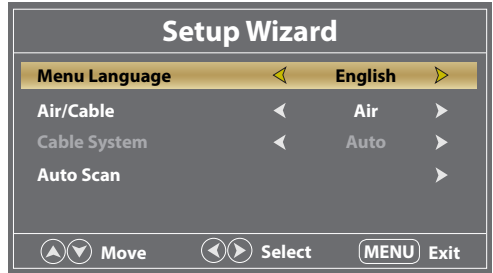 Setup Wizard
Menu Language English
Air/Cable Air
Cable System Auto
Auto Scan
Move Select MENU Exit